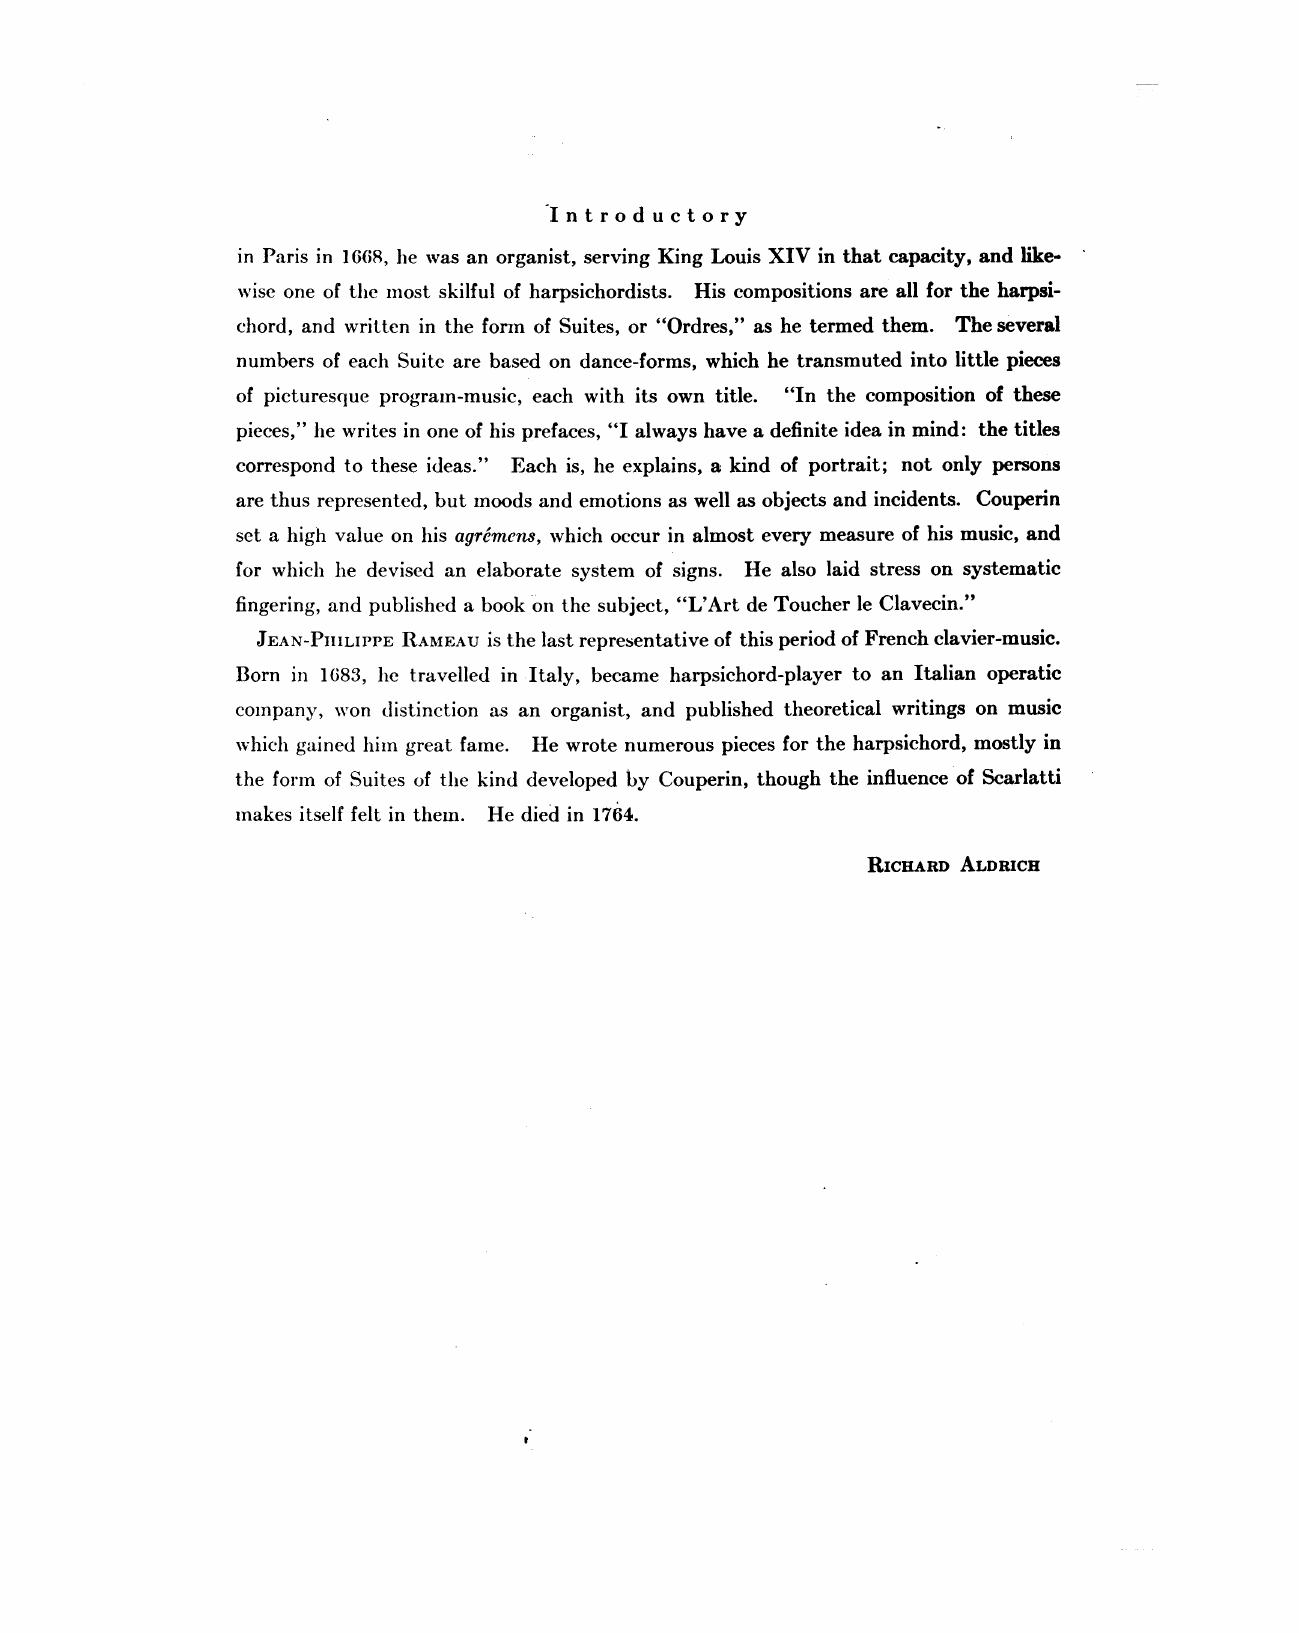 Introductory
in Paris in 1668, he was an organist, serving King Louis XIV in that capacity, and like-
wise one of the most skilful of harpsichordists. His compositions are all for the harpsi-
chord, and written in the form of Suites, or “Ordres,” as he termed them. The several
numbers of each Suite are based on dance-forms, which he transmuted into little pieces
of picturesque program-music, each with its own title. “In the composition of these
pieces,” he writes in one of his prefaces, “I always have a definite idea in mind: the titles
correspond to these ideas.” Each is, he explains, a kind of portrait; not only persons
are thus represented, but moods and emotions as well as objects and incidents. Couperin
set a high value on his agrémens, which occur in almost every measure of his music, and
for which he devised an elaborate system of signs. He also laid stress on systematic
fingering, and published a book on the subject, “L’Art de Toucher le Clavecin.”
JEAN-PHILIPPE RAMEAU is the last representative of this period of French clavier-music.
Born in 1683, he travelled in Italy, became harpsichord-player to an Italian operatic
company, won distinction as an organist, and published theoretical writings on music
which gained him great fame. He wrote numerous pieces for the harpsichord, mostly in
the form of Suites of the kind developed by Couperin, though the influence of Scarlatti
makes itself felt in them. He died in 1764.
RICHARD ALDRICH